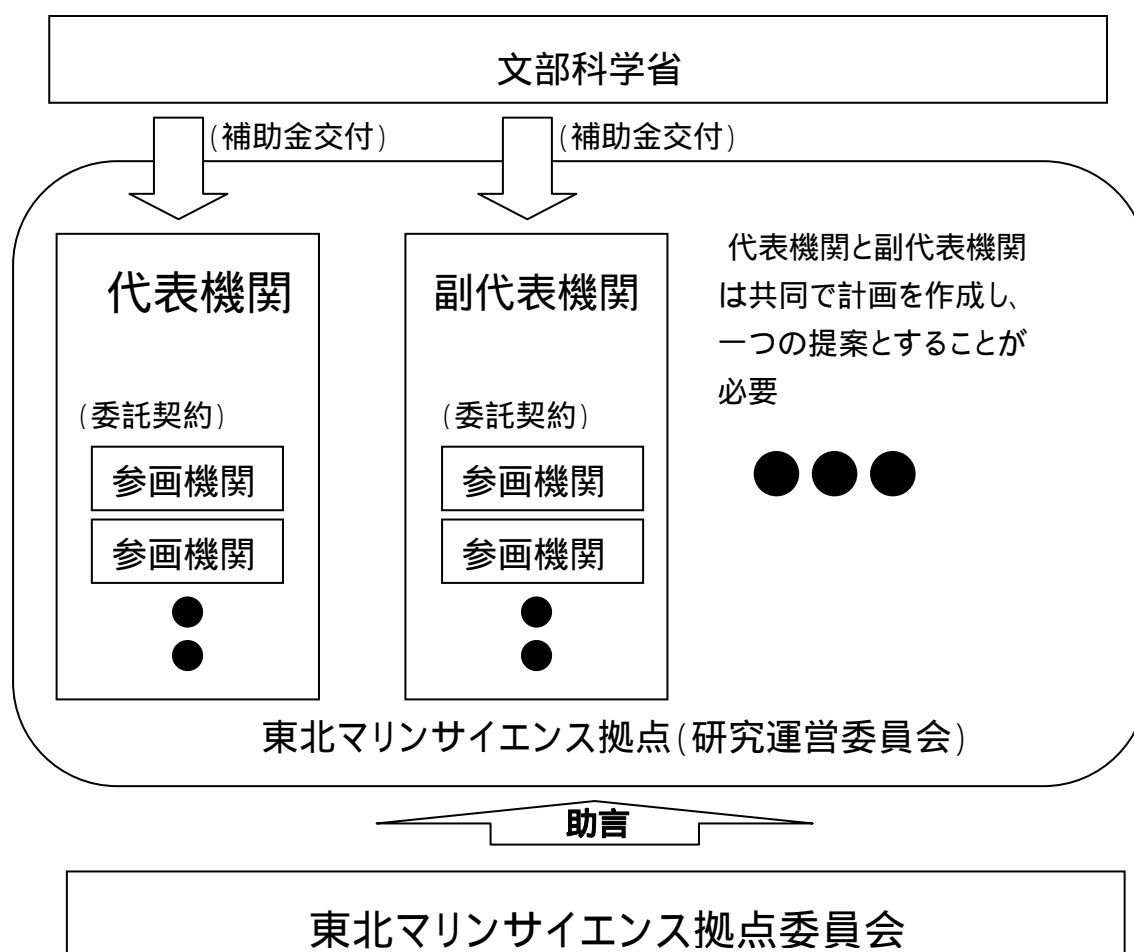 文部科学省
(補助金交付)
(補助金交付)
代表機関
(委託契約)
参画機関
参画機関
副代表機関
(委託契約)
参画機関
参画機関
代表機関と副代表機関
は共同で計画を作成し、
一つの提案とすることが
必要
東北マリンサイエンス拠点(研究運営委員会)
助言
東北マリンサイエンス拠点委員会